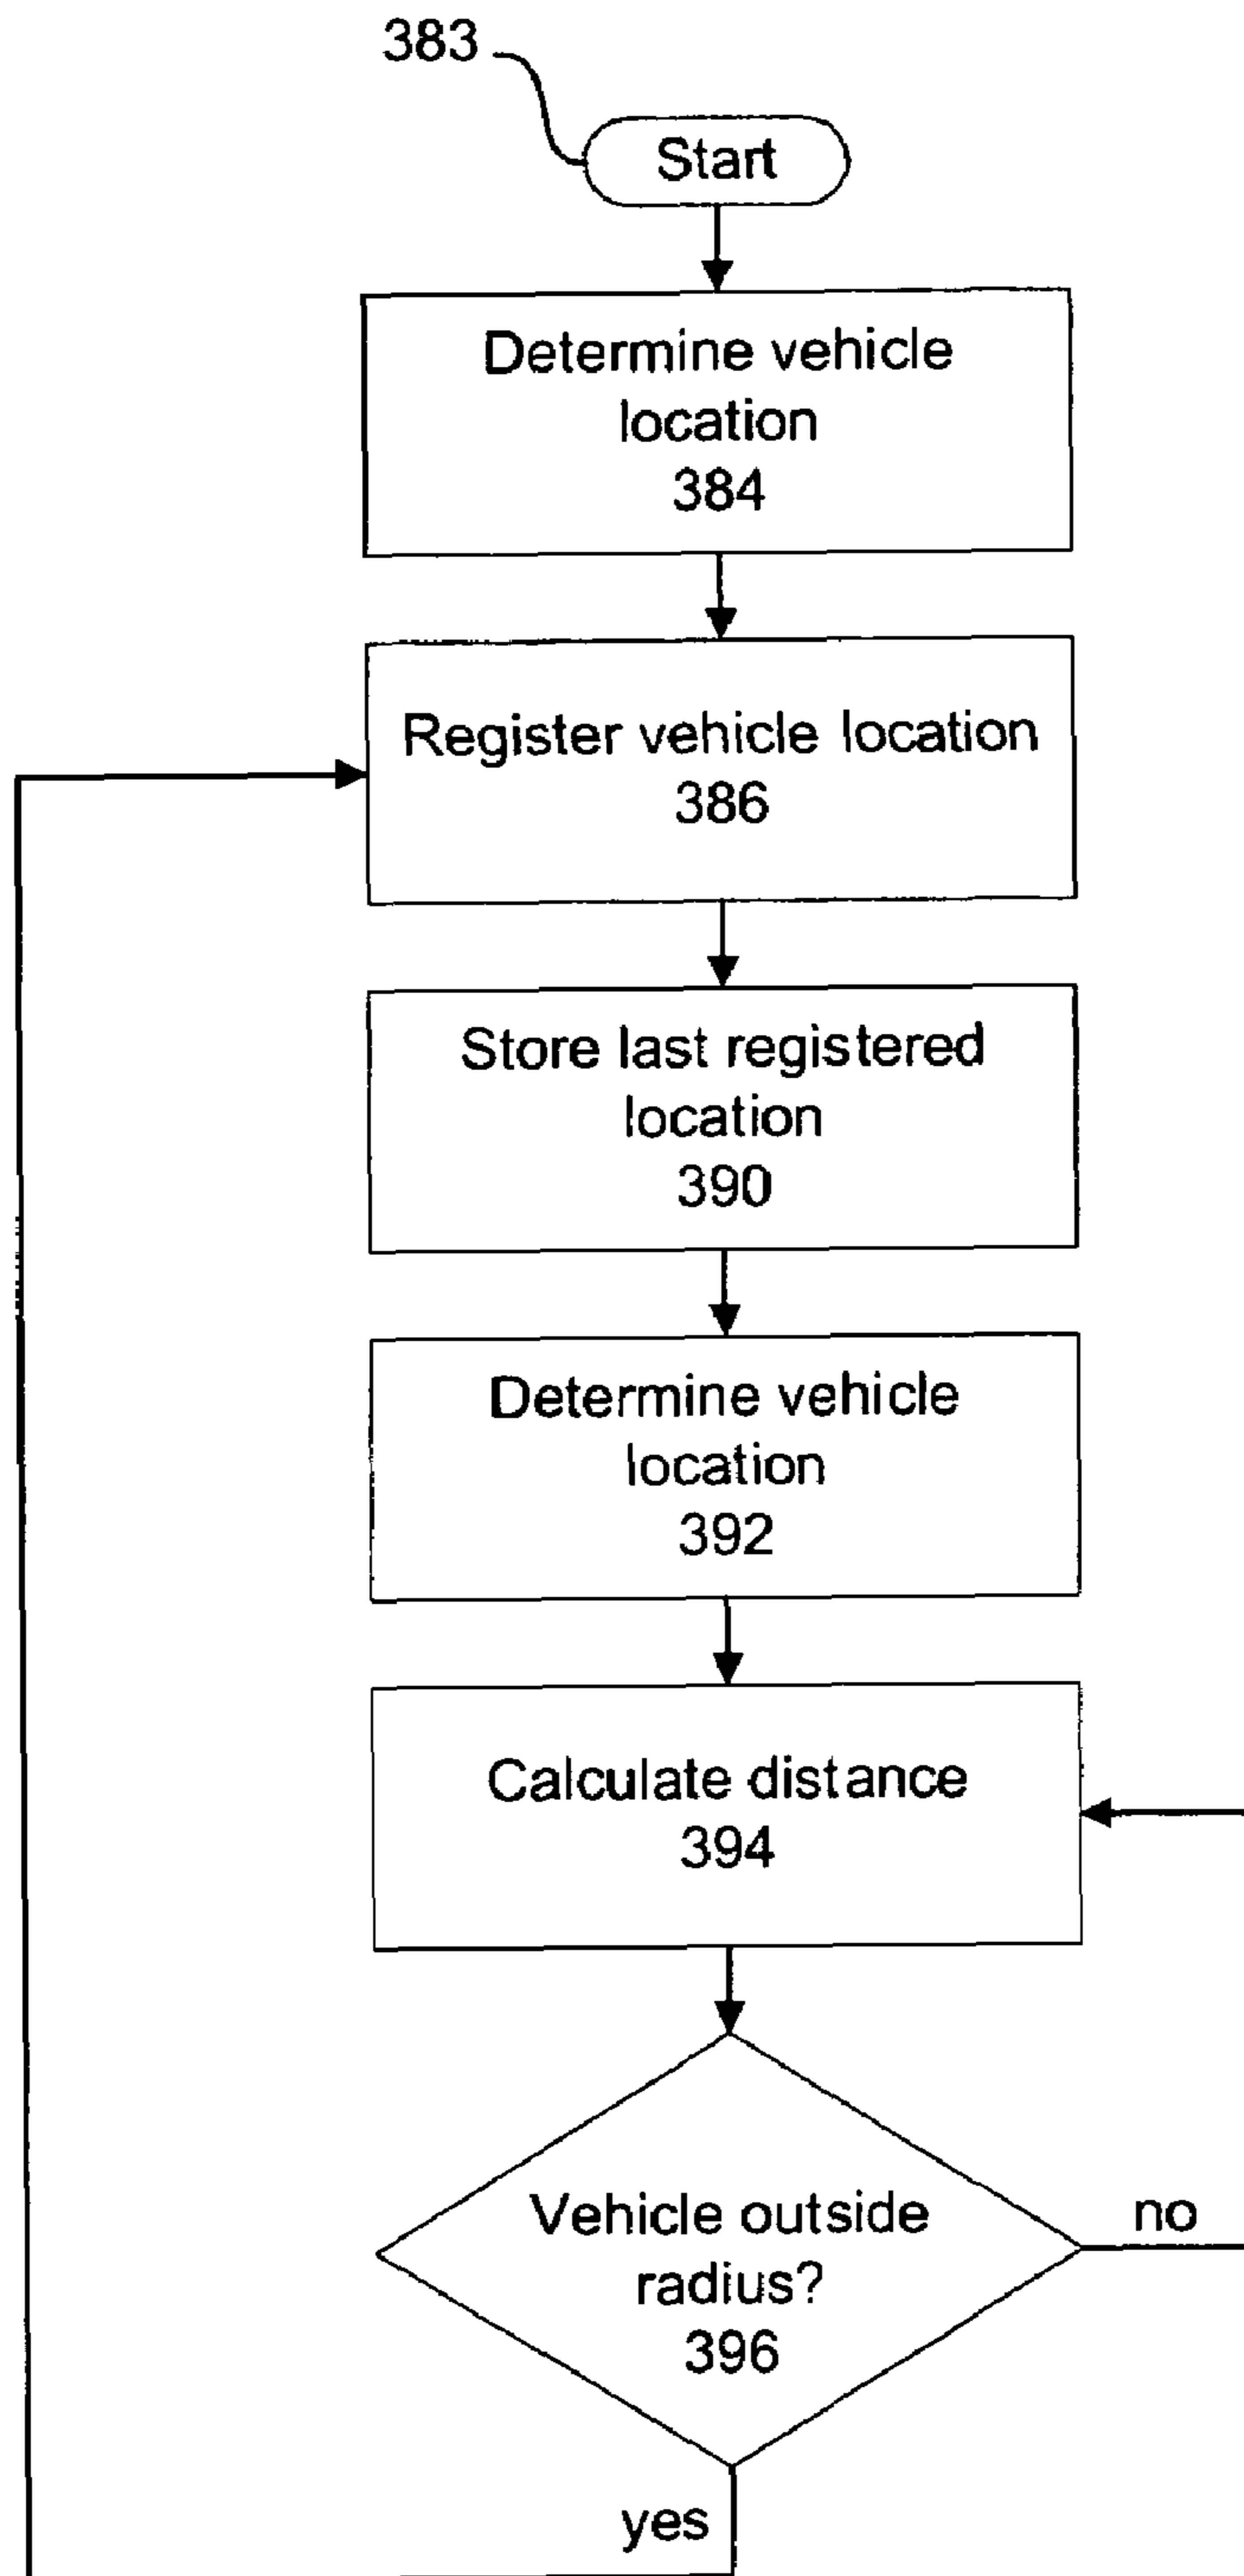 383
Start
Determine vehicle
location
384
Register vehicle location
386
Store last registered
location
390
Determine vehicle
location
392
Calculate distance
394
Vehicle outside
radius?
396
no
yes